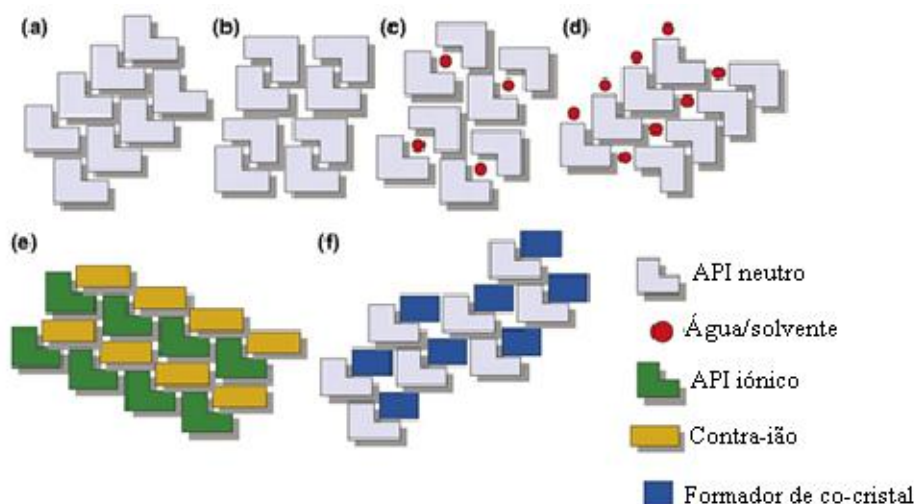 (a)
(b)
(c)
(d)
(e)
(f)
API neutro
Água/solvente
API iónico
Contra-ião
Formador de co-cristal